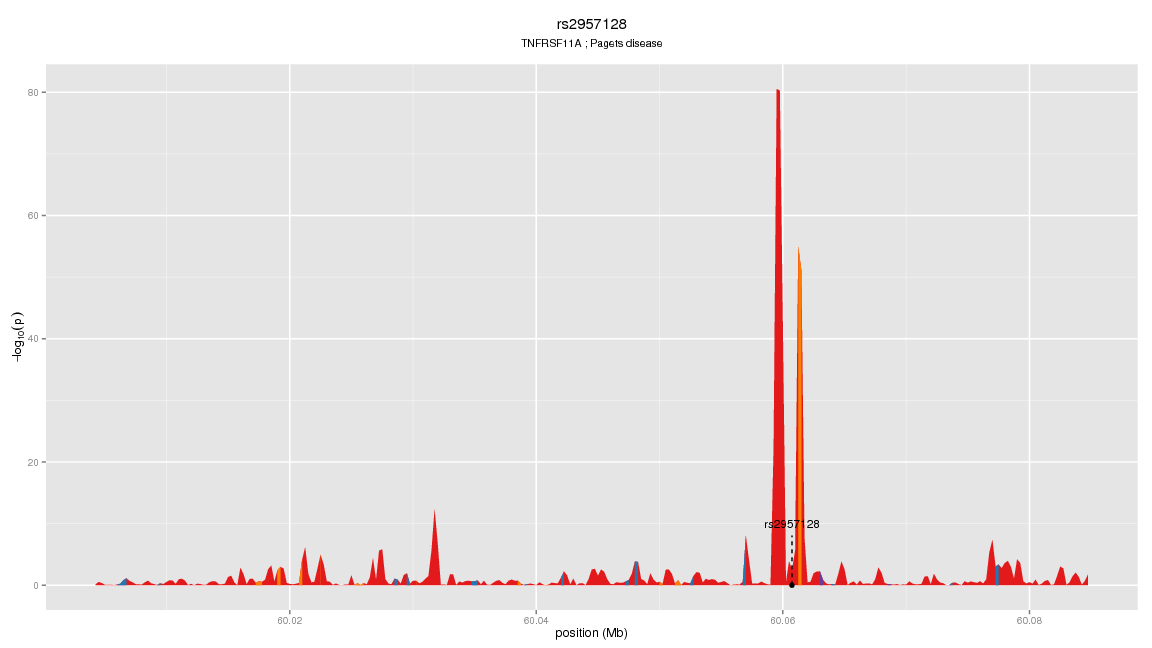 rs2957128
TNFRSF11A ; Pagets disease
80
60
40
20
0
−log10(p)
rs2957128
60.02
60.04
60.06
60.08
position (Mb)